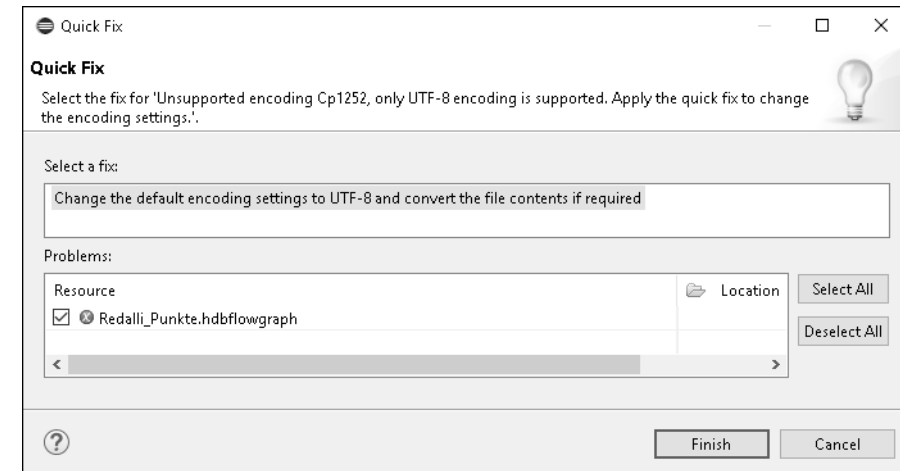 Quick Fix
Quick Fix
Select the fix for 'Unsupported encoding Cp1252, only UTF-8 encoding is supported. Apply the quick fix to change
the encoding settings.'.
Select a fix:
Change the default encoding settings to UTF-8 and convert the file contents if required
Problems:
Resource Location
Redalli_Punkte.hdbflowgraph
Select All
Deselect All
Finish Cancel